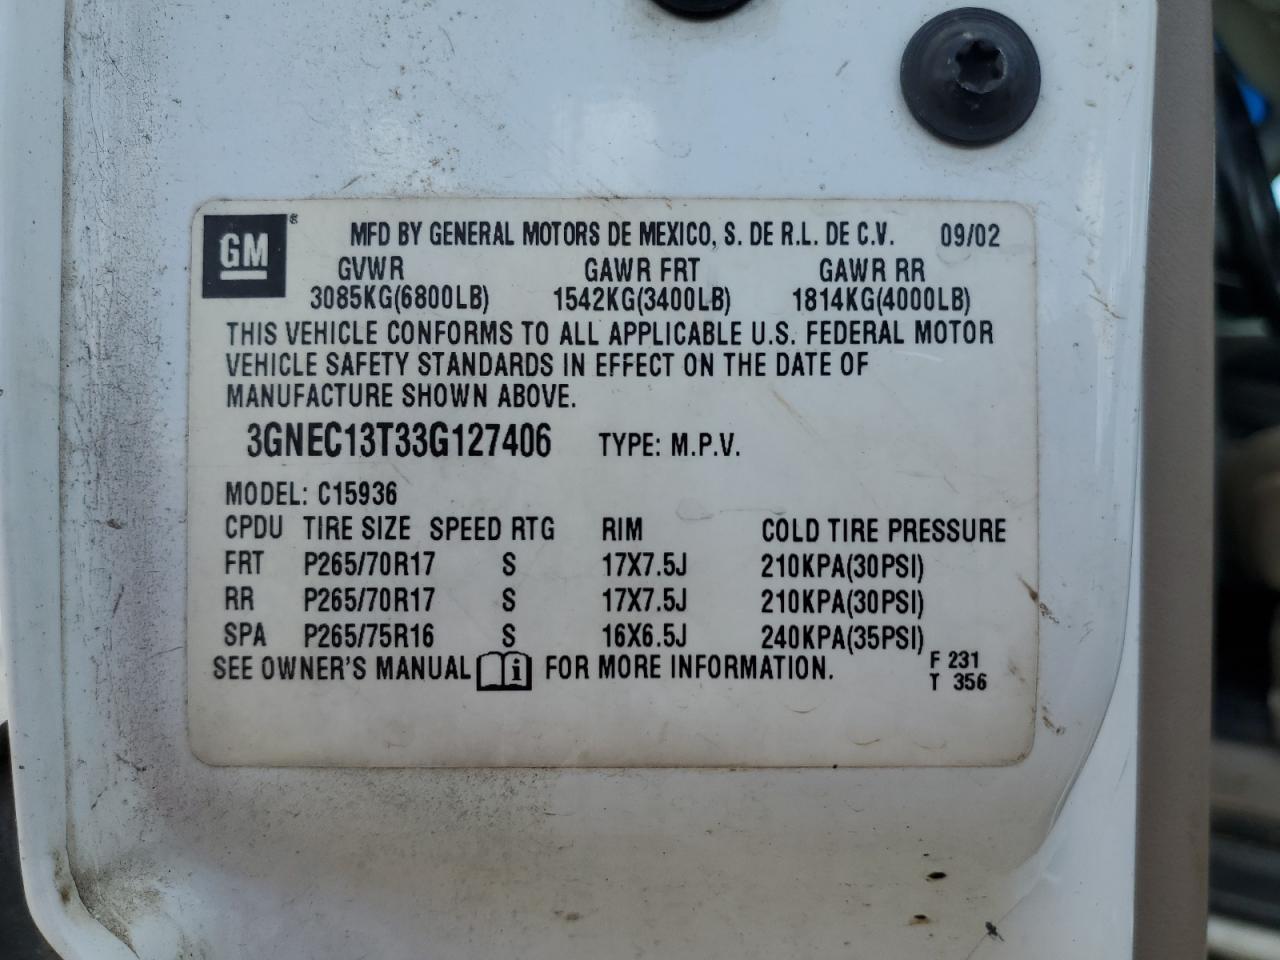 GM ® MFD BY GENERAL MOTORS DE MEXICO, S. DE R.L. DE C.V. 09/02
GVWR GAWR FRT GAWR RR
3085KG(6800LB) 1542KG(3400LB) 1814KG(4000LB)
THIS VEHICLE CONFORMS TO ALL APPLICABLE U.S. FEDERAL MOTOR
VEHICLE SAFETY STANDARDS IN EFFECT ON THE DATE OF
MANUFACTURE SHOWN ABOVE.
3GNEC13T33G127406 TYPE: M.P.V.
MODEL: C15936
CPDU TIRE SIZE SPEED RTG RIM COLD TIRE PRESSURE
FRT P265/70R17 S 17X7.5J 210KPA(30PSI)
RR P265/70R17 S 17X7.5J 210KPA(30PSI)
SPA P265/75R16 S 16X6.5J 240KPA(35PSI)
SEE OWNER'S MANUAL i FOR MORE INFORMATION. F 231
T 356